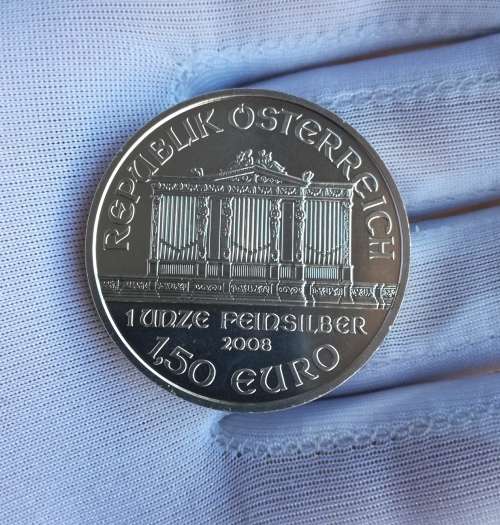 REPUBLIK ÖSTERREICH
1 UNZE FEINSILBER
2008
1,50 EURO